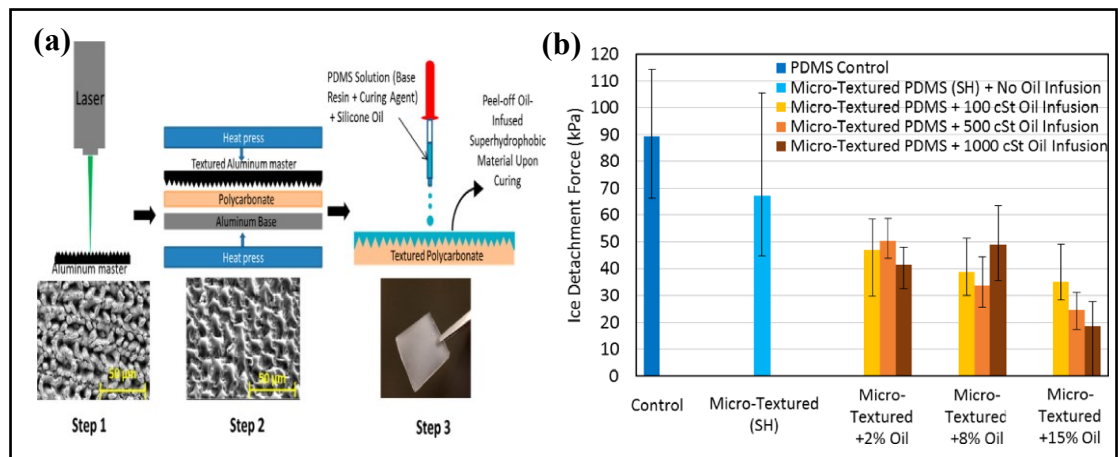 (a)
Laser
Aluminum master
Step 1
Heat press
Textured Aluminum master
Polycarbonate
Aluminum Base
Heat press
Step 2
PDMS Solution (Base
Resin + Curing Agent)
+ Silicone Oil
Peel-off Oil-
Infused
Superhydrophobic
Material Upon
Curing
Textured Polycarbonate
Step 3
50 µm
50 µm
(b)
Ice Detachment Force (kPa)
120
110
100
90
80
70
60
50
40
30
20
10
0
PDMS Control
Micro-Textured PDMS (SH) + No Oil Infusion
Micro-Textured PDMS + 100 cSt Oil Infusion
Micro-Textured PDMS + 500 cSt Oil Infusion
Micro-Textured PDMS + 1000 cSt Oil Infusion
Control
Micro-Textured
(SH)
Micro-
Textured
+2% Oil
Micro-
Textured
+8% Oil
Micro-
Textured
+15% Oil